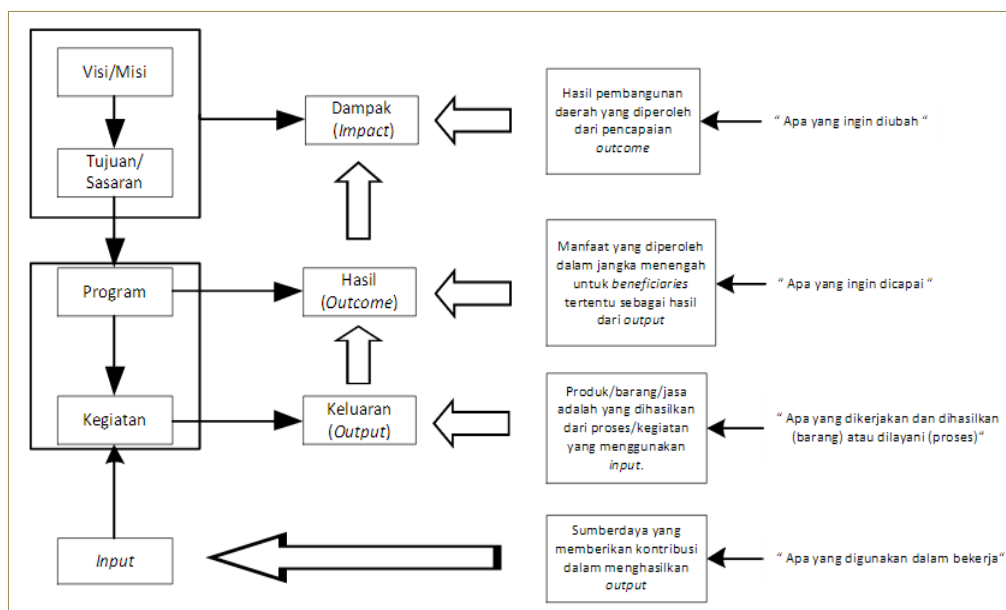 Visi/Misi
Dampak
(Impact)
Hasil pembangunan
daerah yang diperoleh
dari pencapaian
outcome
“ Apa yang ingin diubah “
Tujuan/
Sasaran
Program
Hasil
(Outcome)
Manfaat yang diperoleh
dalam jangka menengah
untuk beneficiaries
tertentu sebagai hasil
dari output
“ Apa yang ingin dicapai “
Kegiatan
Keluaran
(Output)
Produk/barang/jasa
adalah yang dihasilkan
dari proses/kegiatan
yang menggunakan
input.
“ Apa yang dikerjakan dan dihasilkan
(barang) atau dilayani (proses)“
Input
Sumberdaya yang
memberikan kontribusi
dalam menghasilkan
output
“ Apa yang digunakan dalam bekerja“